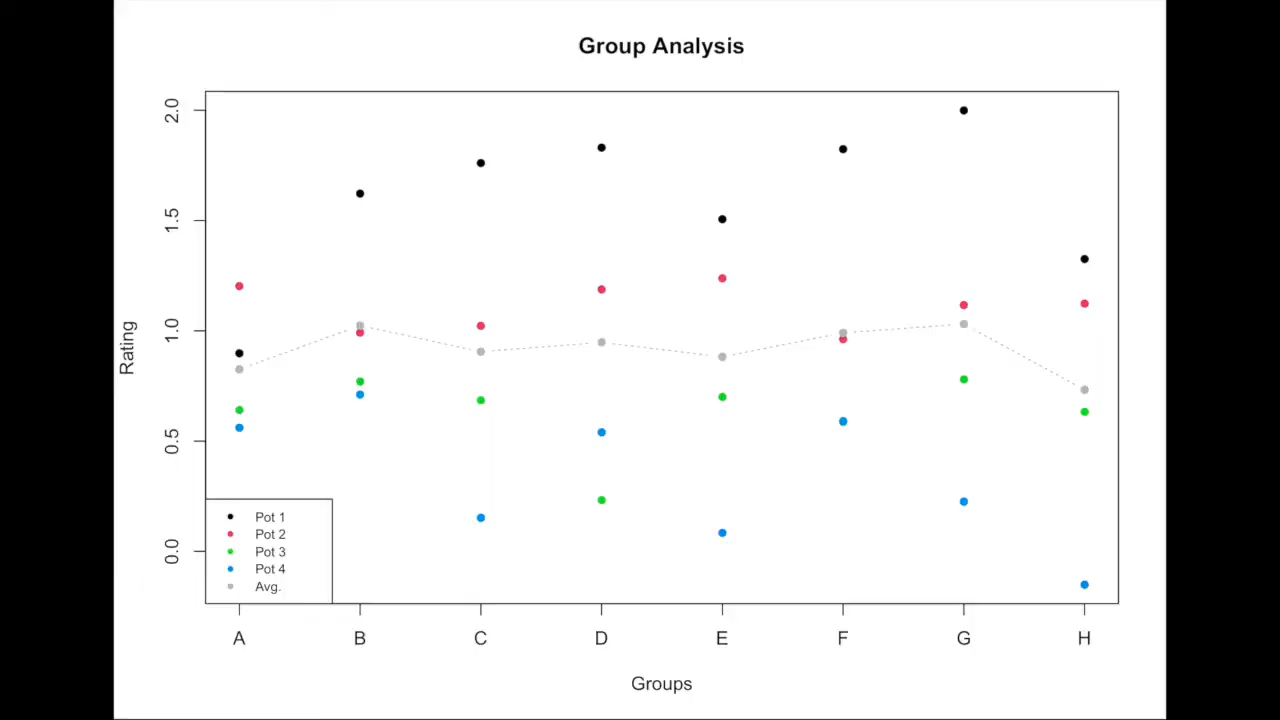 Group Analysis
2.0
1.5
1.0
0.5
0.0
Rating
Pot 1
Pot 2
Pot 3
Pot 4
Avg.
A B C D E F G H
Groups